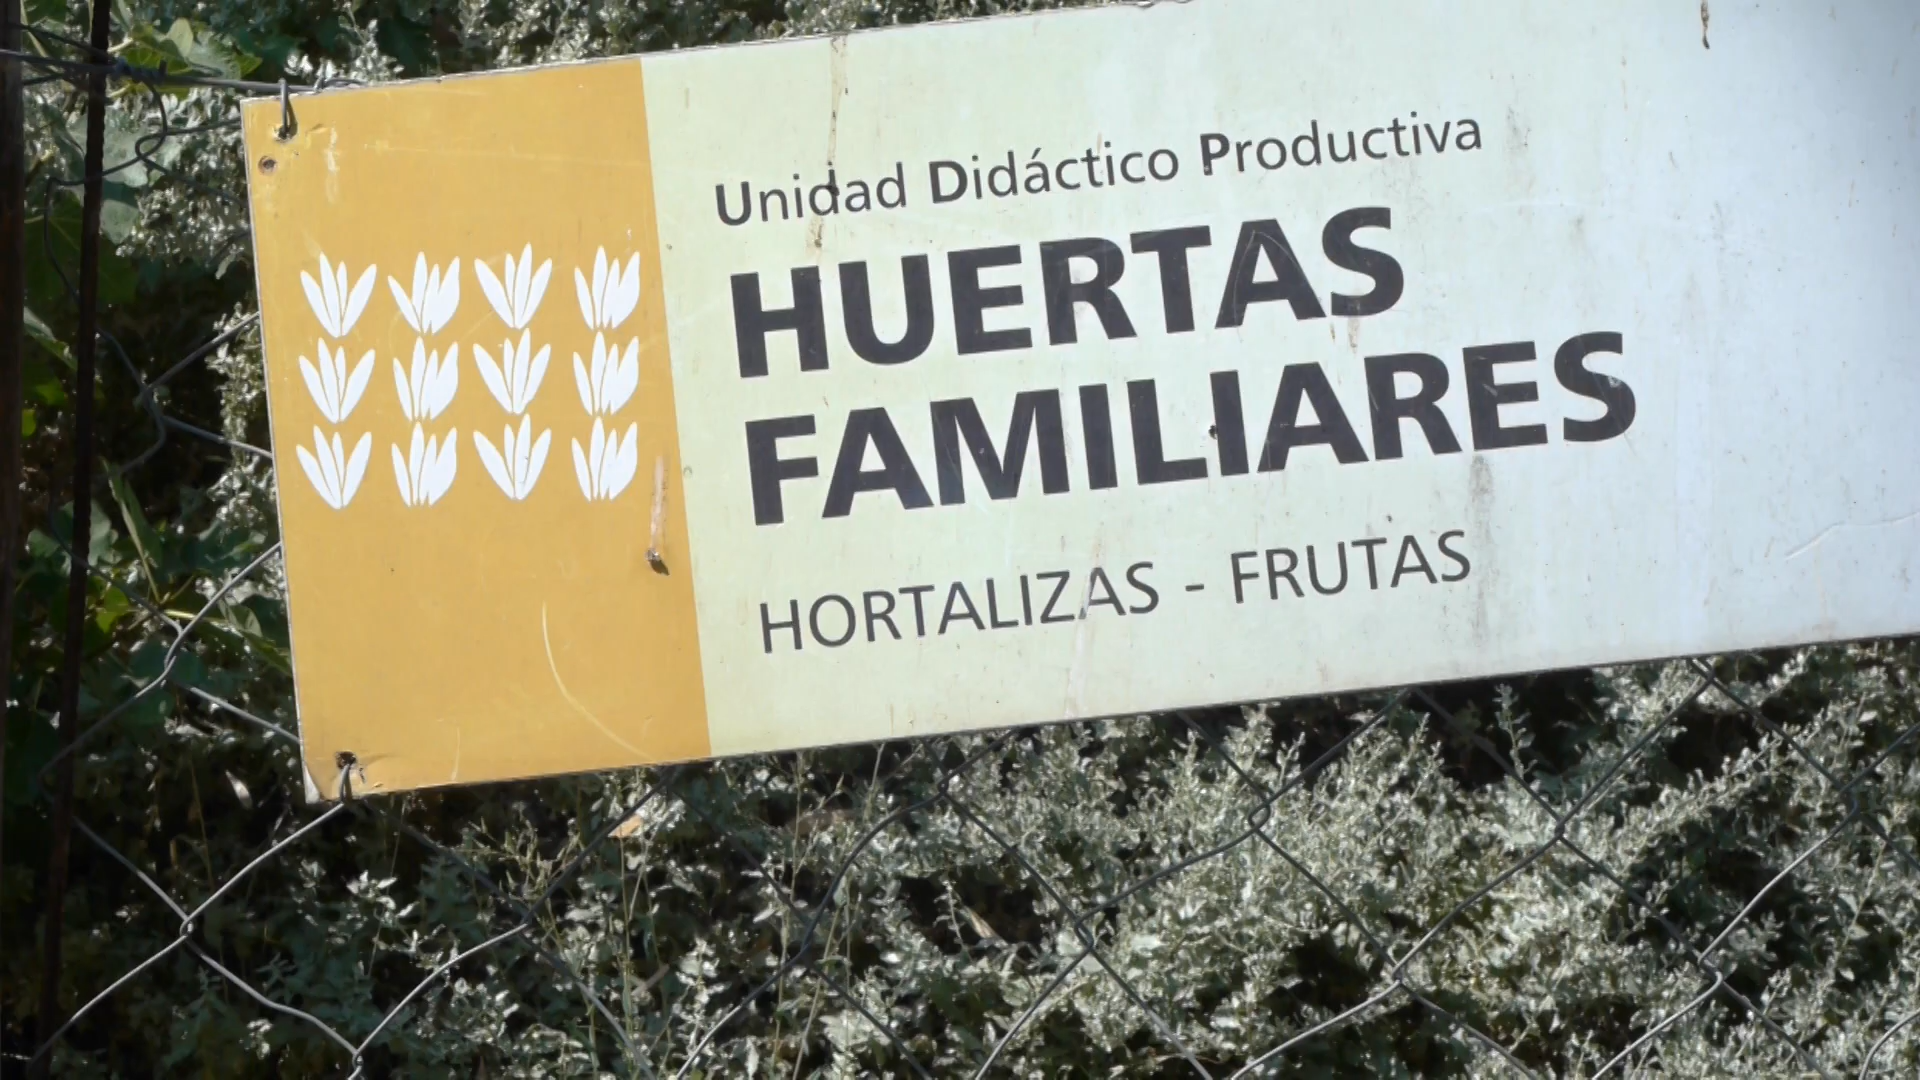 Unidad Didáctico Productiva
HUERTAS
FAMILIARES
HORTALIZAS - FRUTAS